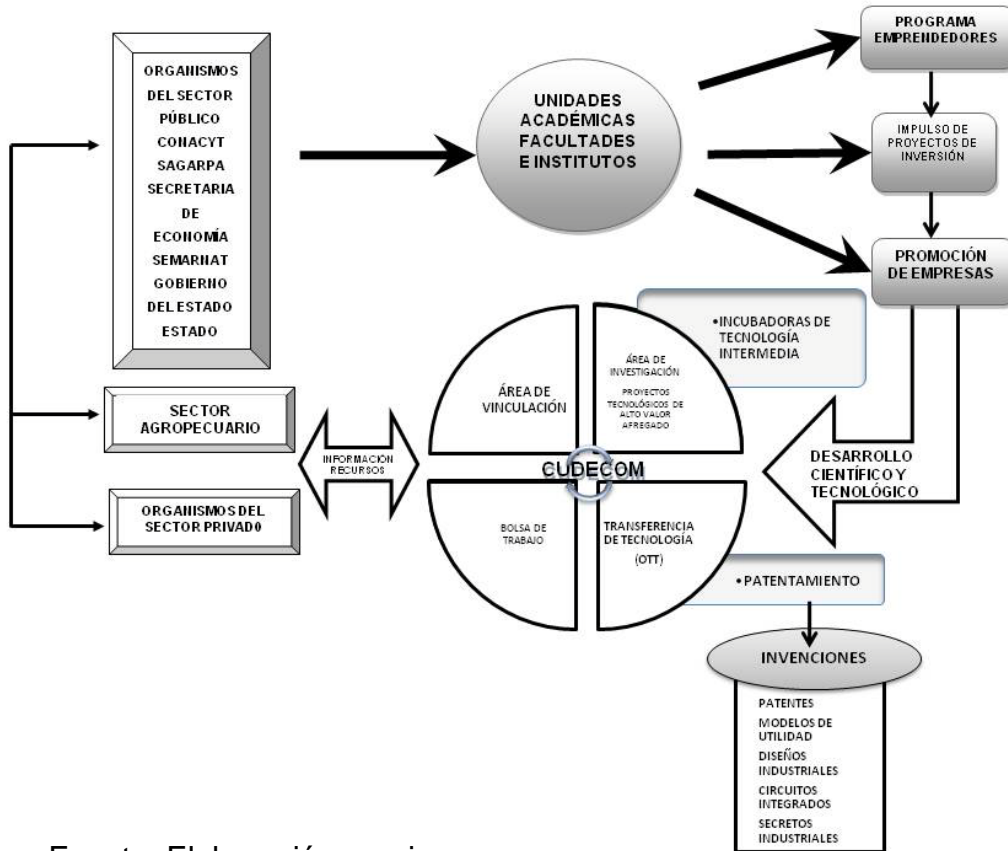 ORGANISMOS
DEL SECTOR
PÚBLICO
CONACYT
SAGARPA
SECRETARIA
DE
ECONOMÍA
SEMARNAT
GOBIERNO
DEL ESTADO
ESTADO
SECTOR
AGROPECUARIO
ORGANISMOS DEL
SECTOR PRIVADO
INFORMACIÓN
RECURSOS
UNIDADES
ACADÉMICAS
FACULTADES
E INSTITUTOS
PROGRAMA
EMPRENDEDORES
IMPULSO DE
PROYECTOS DE
INVERSIÓN
PROMOCIÓN
DE EMPRESAS
•INCUBADORAS DE
TECNOLOGÍA
INTERMEDIA
ÁREA DE
VINCULACIÓN
ÁREA DE
INVESTIGACIÓN
PROYECTOS
TECNOLÓGICOS DE
ALTO VALOR
AFREGADO
CUDECOM
BOLSA DE
TRABAJO
TRANSFERENCIA
DE TECNOLOGÍA
(OTT)
DESARROLLO
CIENTÍFICO Y
TECNOLÓGICO
•PATENTAMIENTO
INVENCIONES
PATENTES
MODELOS DE
UTILIDAD
DISEÑOS
INDUSTRIALES
CIRCUITOS
INTEGRADOS
SECRETOS
INDUSTRIALES